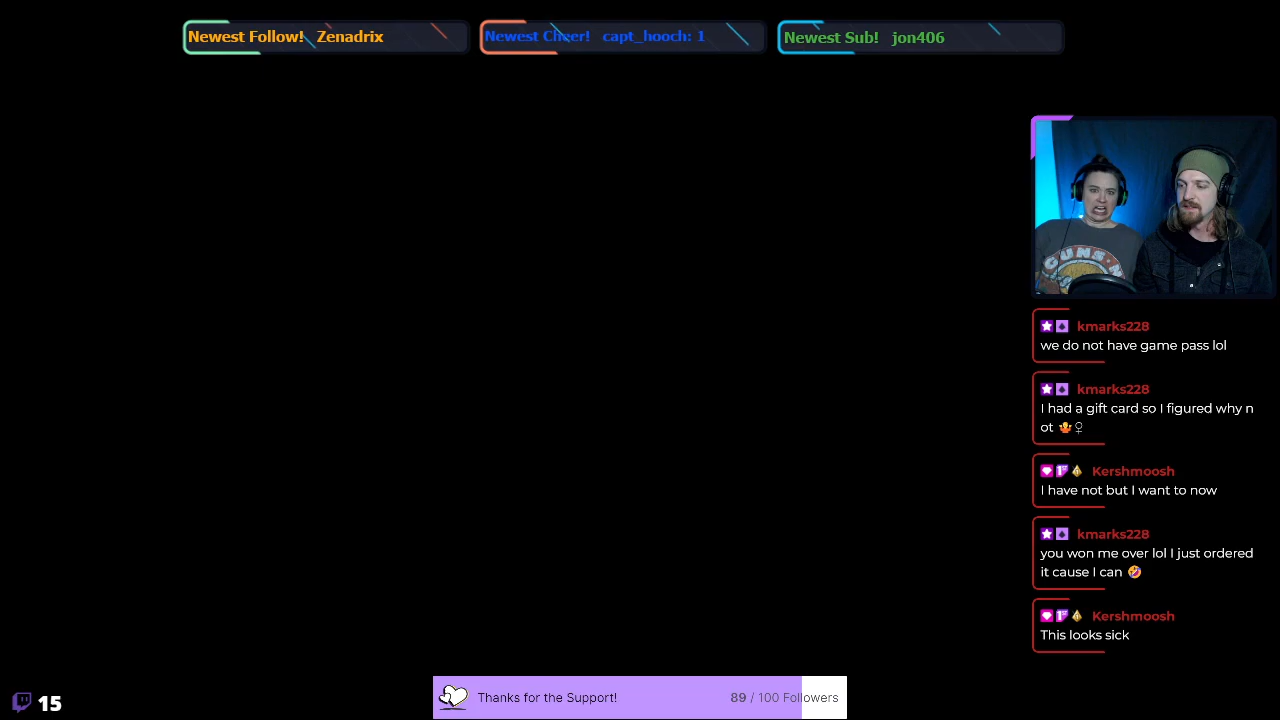 Newest Follow! Zenadrix
Newest Cheer! capt_hooch: 1
Newest Sub! jon406
GUNS N
kmarks228
we do not have game pass lol
kmarks228
I had a gift card so I figured why n
ot 🤷♀
Kershmoosh
I have not but I want to now
kmarks228
you won me over lol I just ordered
it cause I can 🤣
Kershmoosh
This looks sick
15
Thanks for the Support! 89 / 100 Followers